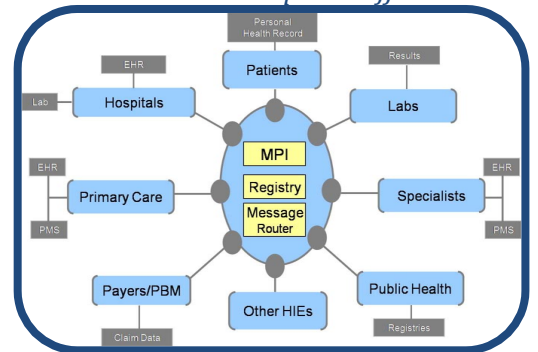 Personal
Health Record
EHR
Patients
Results
Lab
Hospitals
Labs
MPI
EHR
EHR
Registry
Primary Care
Specialists
Message
Router
PMS
PMS
Payers/PBM
Other HIEs
Public Health
Claim Data
Registries